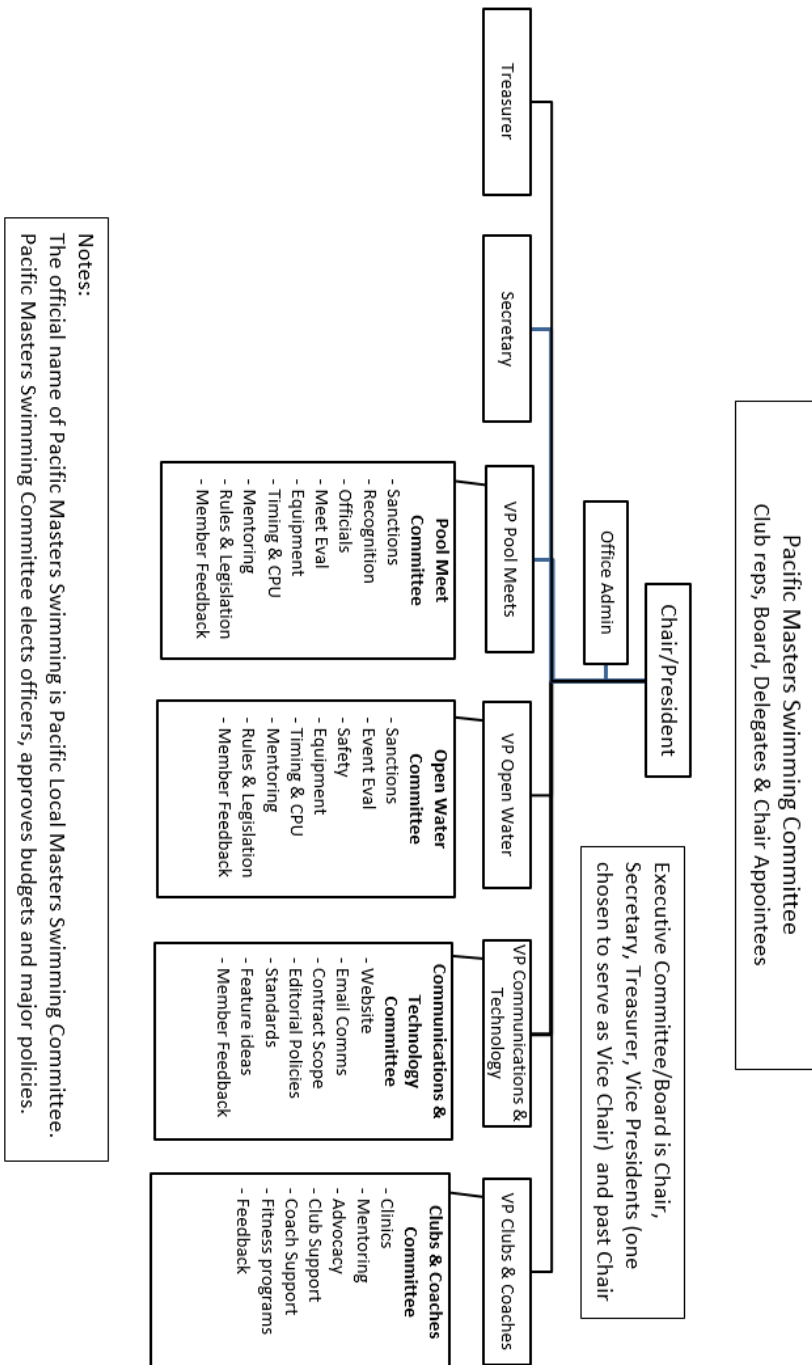 Pacific Masters Swimming Committee
Club reps, Board, Delegates & Chair Appointees
Chair/President
Executive Committee/Board is Chair,
Secretary, Treasurer, Vice Presidents (one
chosen to serve as Vice Chair) and past Chair
Office Admin
Treasurer
Secretary
VP Pool Meets
VP Open Water
VP Communications &
Technology
VP Clubs & Coaches
Pool Meet
Committee
- Sanctions
- Recognition
- Officials
- Meet Eval
- Equipment
- Timing & CPU
- Mentoring
- Rules & Legislation
- Member Feedback
Open Water
Committee
- Sanctions
- Event Eval
- Safety
- Equipment
- Timing & CPU
- Mentoring
- Rules & Legislation
- Member Feedback
Communications &
Technology
Committee
- Website
- Email Comms
- Contract Scope
- Editorial Policies
- Standards
- Feature ideas
- Member Feedback
Clubs & Coaches
Committee
- Clinics
- Mentoring
- Advocacy
- Club Support
- Coach Support
- Fitness programs
- Feedback
Notes:
The official name of Pacific Masters Swimming is Pacific Local Masters Swimming Committee.
Pacific Masters Swimming Committee elects officers, approves budgets and major policies.